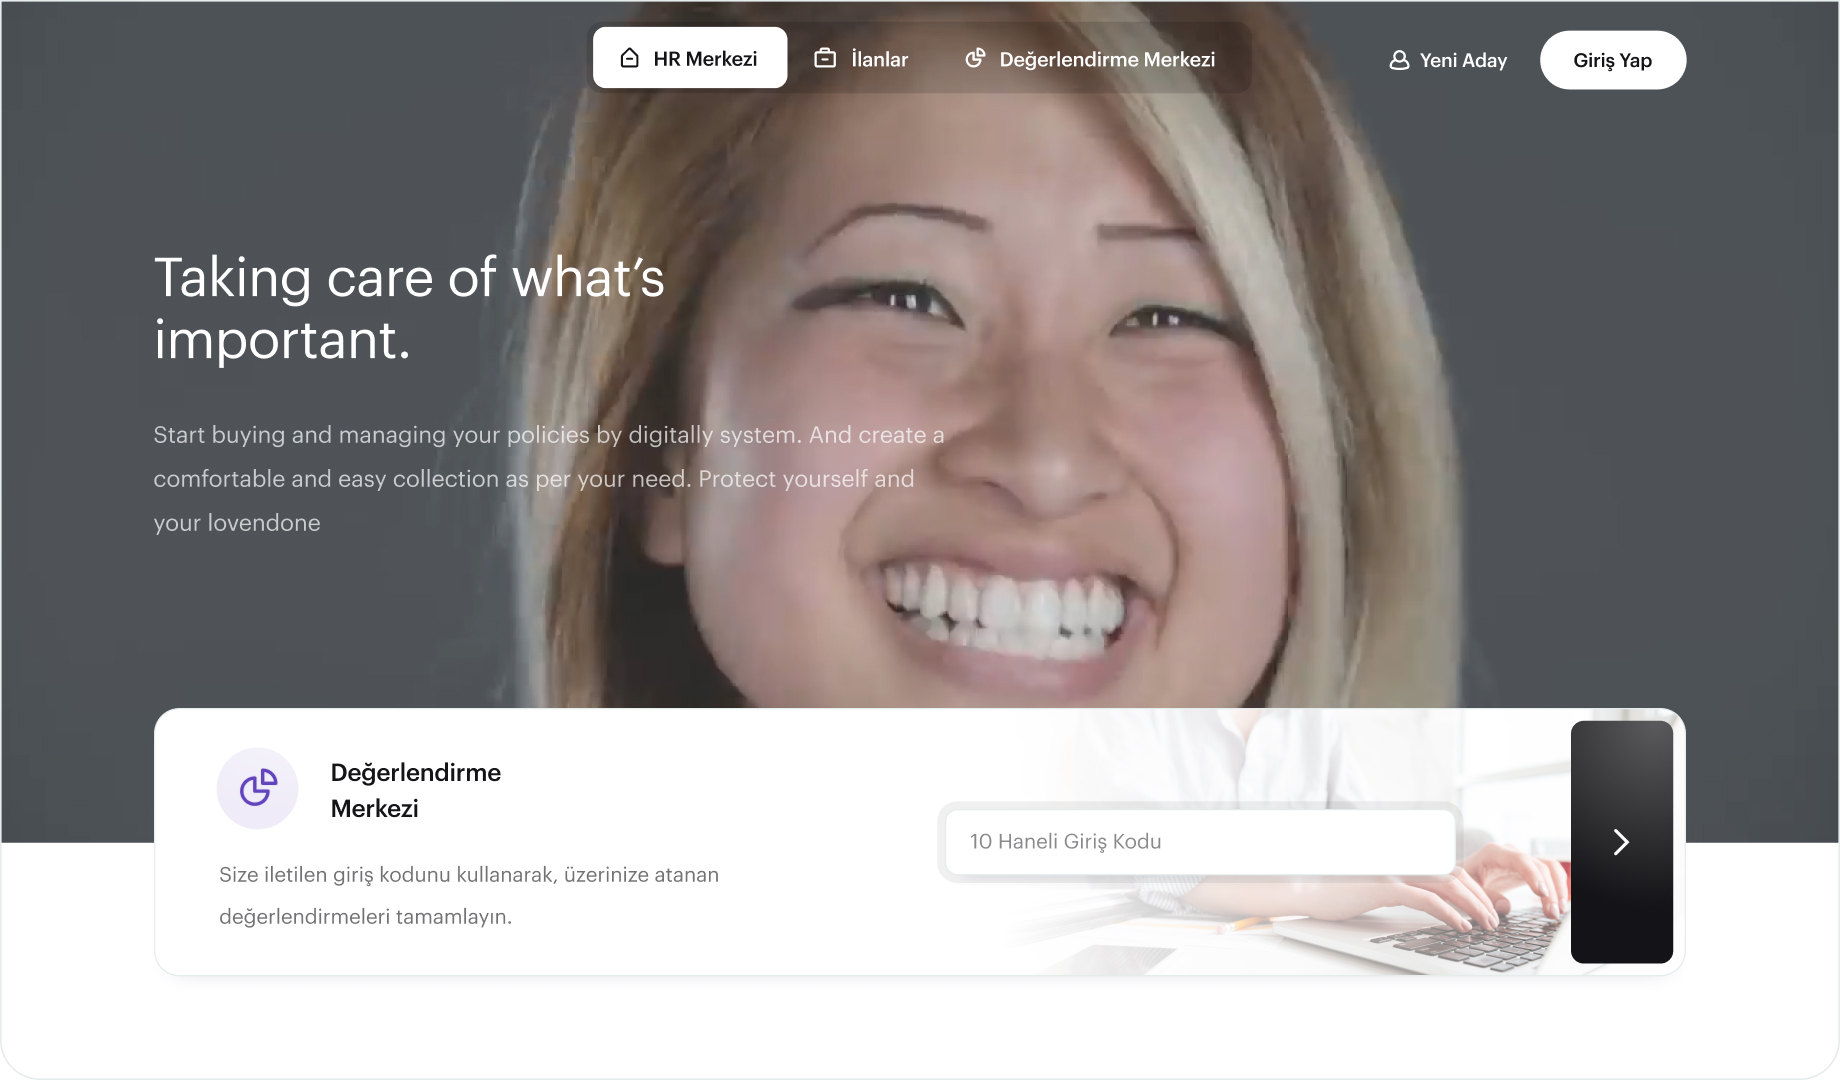 HR Merkezi
İlanlar
Değerlendirme Merkezi
Yeni Aday
Giriş Yap
Taking care of what’s
important.
Start buying and managing your policies by digitally system. And create a
comfortable and easy collection as per your need. Protect yourself and
your lovendone
Değerlendirme
Merkezi
Size iletilen giriş kodunu kullanarak, üzerinize atanan
değerlendirmeleri tamamlayın.
10 Haneli Giriş Kodu